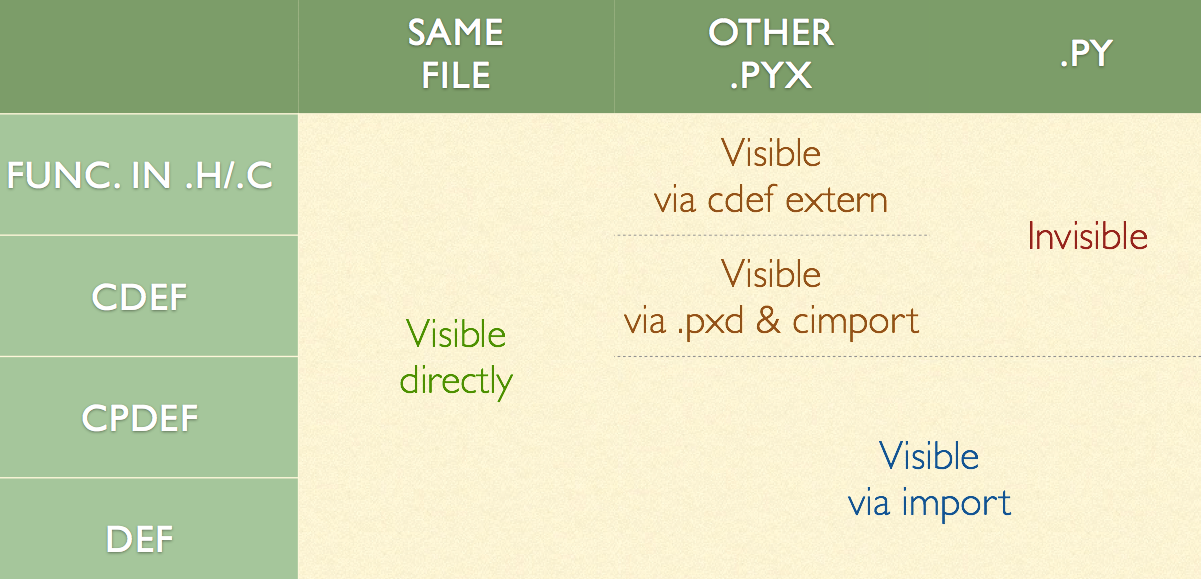 SAME
FILE
OTHER
.PYX
.PY
FUNC. IN .H/.C
Visible
via cdef extern
Invisible
CDEF
Visible
via .pxd & cimport
Visible
directly
CPDEF
Visible
via import
DEF